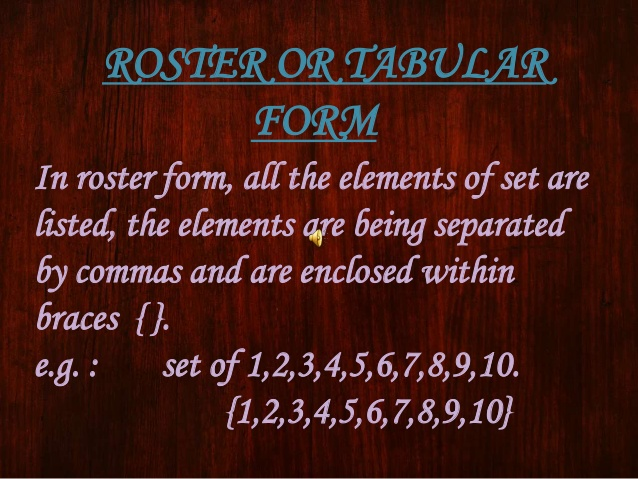 ROSTER OR TABULAR
FORM
In roster form, all the elements of set are
listed, the elements are being separated
by commas and are enclosed within
braces { }.
e.g. : set of 1,2,3,4,5,6,7,8,9,10.
{1,2,3,4,5,6,7,8,9,10}